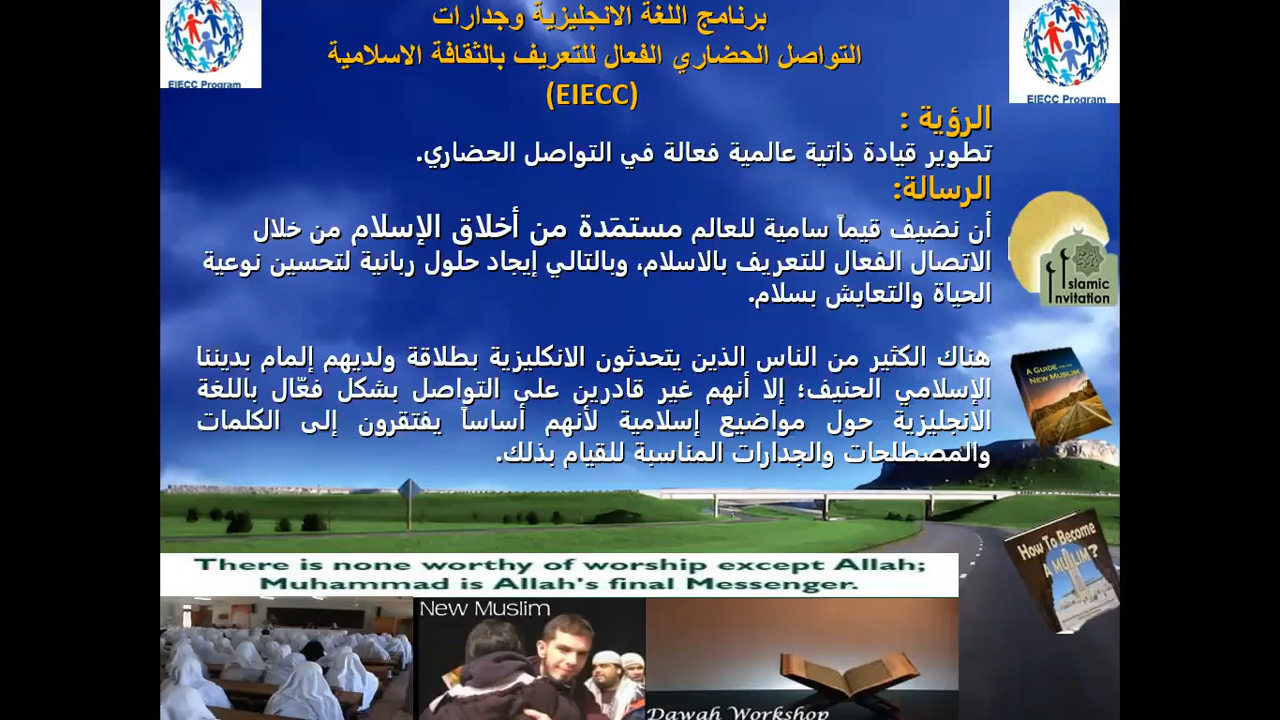 برنامج اللغة الانجليزية وجدارات
التواصل الحضاري الفعال للتعريف بالثقافة الاسلامية
(EIECC)
EIECC Program
EIECC Program
الرؤية :
تطوير قيادة ذاتية عالمية فعالة في التواصل الحضاري.
الرسالة:
أن نضيف قيماً سامية للعالم مستمَدة من أخلاق الإسلام من خلال
الاتصال الفعال للتعريف بالاسلام، وبالتالي إيجاد حلول ربانية لتحسين نوعية
الحياة والتعايش بسلام.
Islamic
Invitation
هناك الكثير من الناس الذين يتحدثون الانكليزية بطلاقة ولديهم إلمام بديننا
الإسلامي الحنيف؛ إلا أنهم غير قادرين على التواصل بشكل فعّال باللغة
الانجليزية حول مواضيع إسلامية لأنهم أساساً يفتقرون إلى الكلمات
والمصطلحات والجدارات المناسبة للقيام بذلك.
A GUIDE FOR THE
NEW MUSLIM
How To Become
A MUSLIM?
There is none worthy of worship except Allah;
Muhammad is Allah's final Messenger.
New Muslim
Dawah Workshop